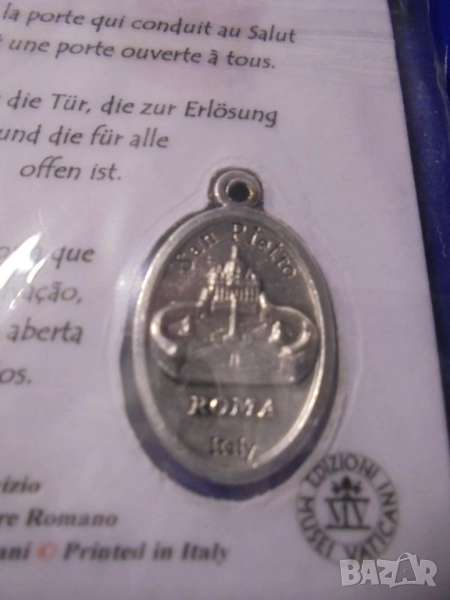 la porte qui conduit au Salut
une porte ouverte à tous.
die Tür, die zur Erlösung
und die für alle
offen ist.
que
ação,
aberta
os.
San Pietro
ROMA
Italy
izio
re Romano
ani © Printed in Italy
EDIZIONI MUSEI VATICANI
BAZAR